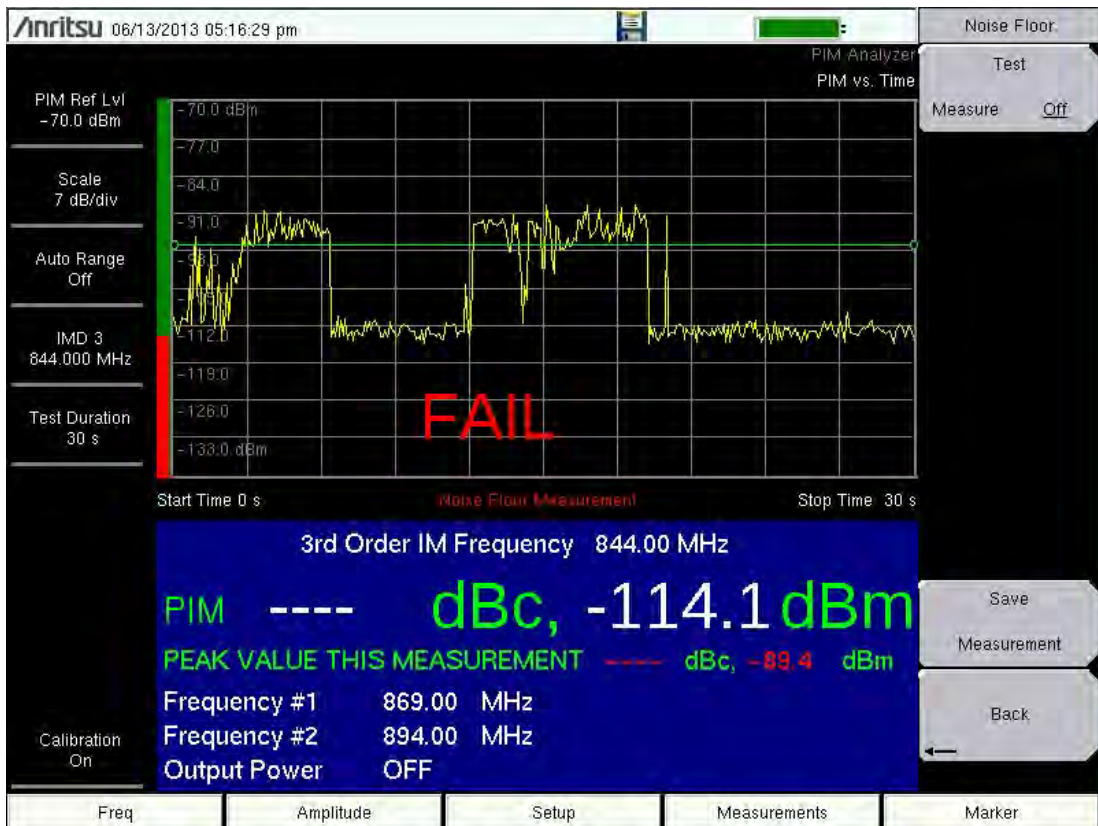 Anritsu 06/13/2013 05:16:29 pm
Noise Floor
PIM Analyzer
PIM vs. Time
Test
Measure Off
PIM Ref Lvl
-70.0 dBm
Scale
7 dB/div
Auto Range
Off
IMD 3
844.000 MHz
Test Duration
30 s
-70.0 dBm
-77.0
-84.0
-91.0
-98.0
-112.0
-119.0
-126.0
-133.0 dBm
FAIL
Start Time 0 s
Noise Floor Measurement
Stop Time 30 s
3rd Order IM Frequency 844.00 MHz
PIM ---- dBc, -114.1 dBm
PEAK VALUE THIS MEASUREMENT ---- dBc, -89.4 dBm
Frequency #1 869.00 MHz
Frequency #2 894.00 MHz
Output Power OFF
Calibration
On
Save
Measurement
Back
Freq
Amplitude
Setup
Measurements
Marker